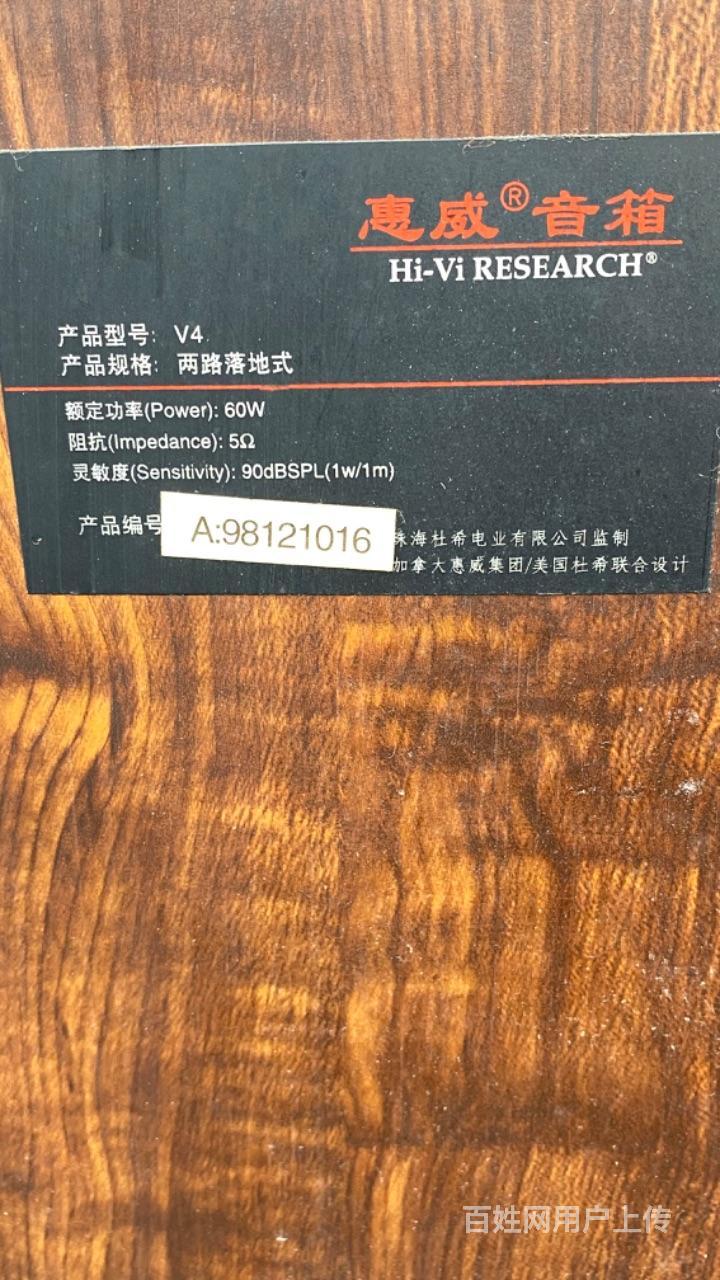 惠威®音箱
Hi-Vi RESEARCH®
产品型号: V4
产品规格: 两路落地式
额定功率(Power): 60W
阻抗(Impedance): 5Ω
灵敏度(Sensitivity): 90dBSPL(1w/1m)
产品编号
A:98121016
珠海杜希电业有限公司监制
加拿大惠威集团/美国杜希联合设计
百姓网用户上传